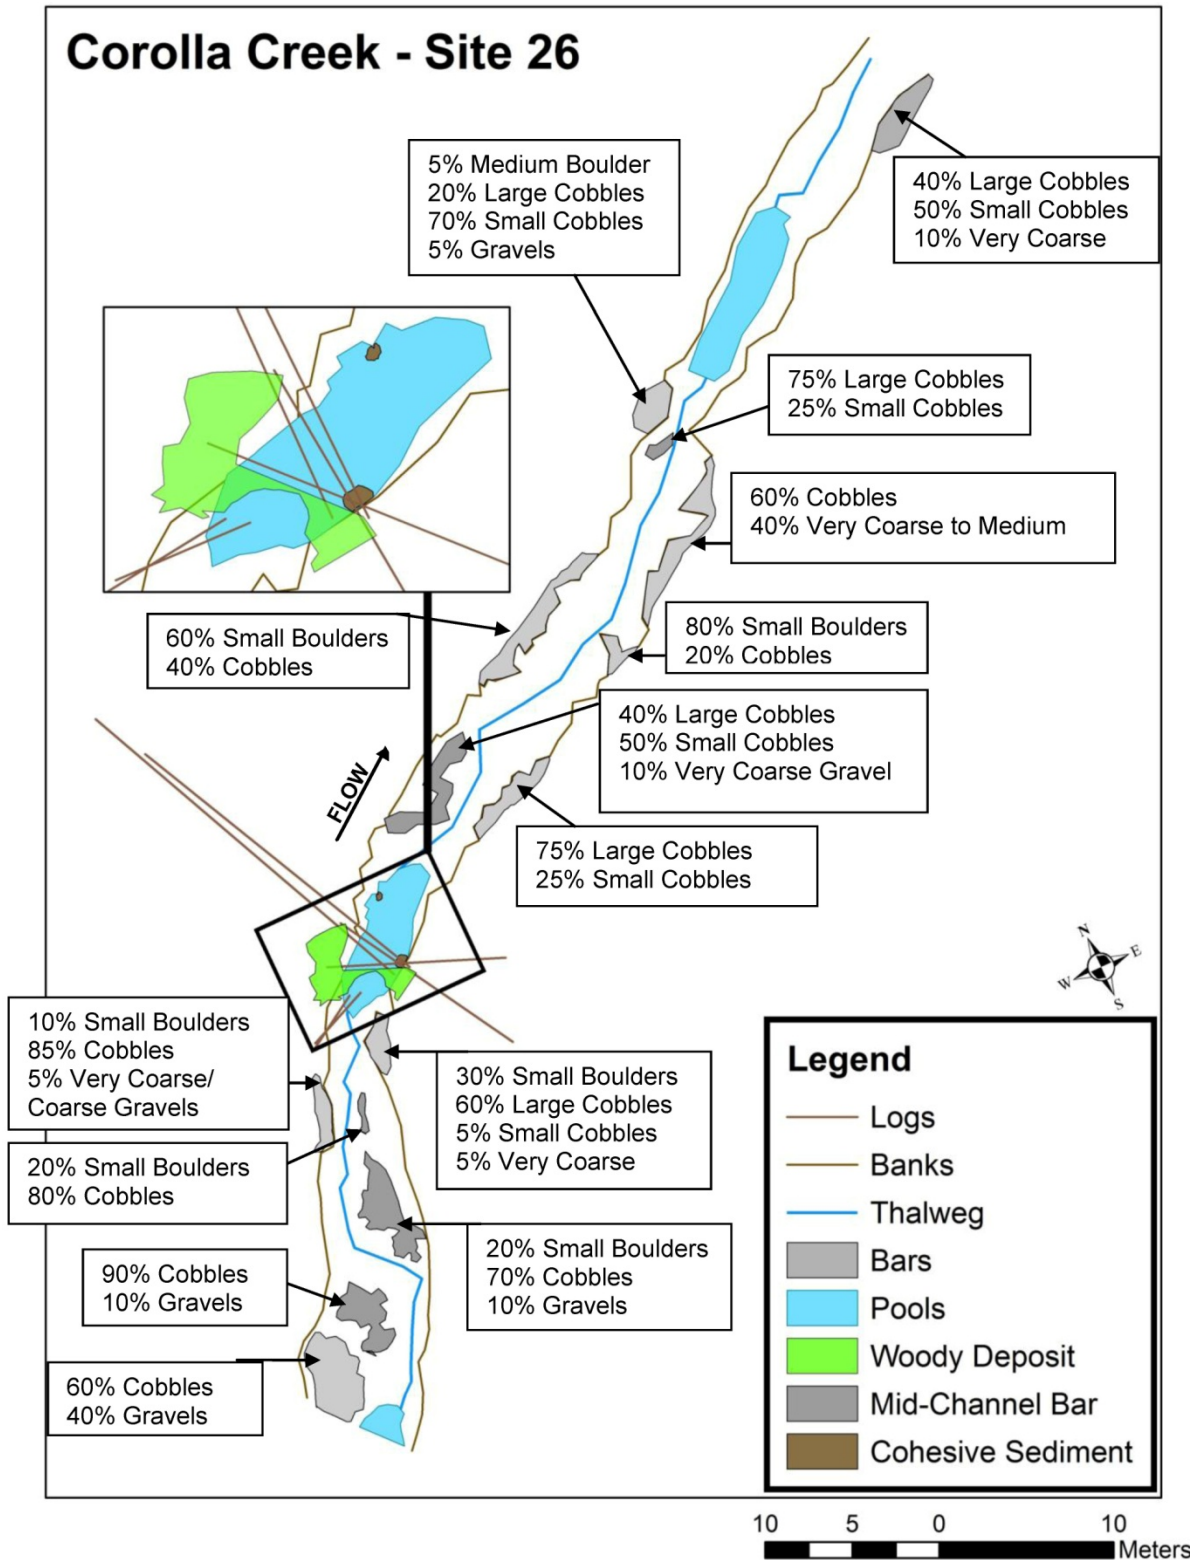 Corolla Creek - Site 26
5% Medium Boulder
20% Large Cobbles
70% Small Cobbles
5% Gravels
40% Large Cobbles
50% Small Cobbles
10% Very Coarse
75% Large Cobbles
25% Small Cobbles
60% Cobbles
40% Very Coarse to Medium
60% Small Boulders
40% Cobbles
80% Small Boulders
20% Cobbles
40% Large Cobbles
50% Small Cobbles
10% Very Coarse Gravel
FLOW
75% Large Cobbles
25% Small Cobbles
N
E
W
S
10% Small Boulders
85% Cobbles
5% Very Coarse/
Coarse Gravels
30% Small Boulders
60% Large Cobbles
5% Small Cobbles
5% Very Coarse
20% Small Boulders
80% Cobbles
20% Small Boulders
70% Cobbles
10% Gravels
90% Cobbles
10% Gravels
60% Cobbles
40% Gravels
Legend
Logs
Banks
Thalweg
Bars
Pools
Woody Deposit
Mid-Channel Bar
Cohesive Sediment
10 5 0 10
Meters